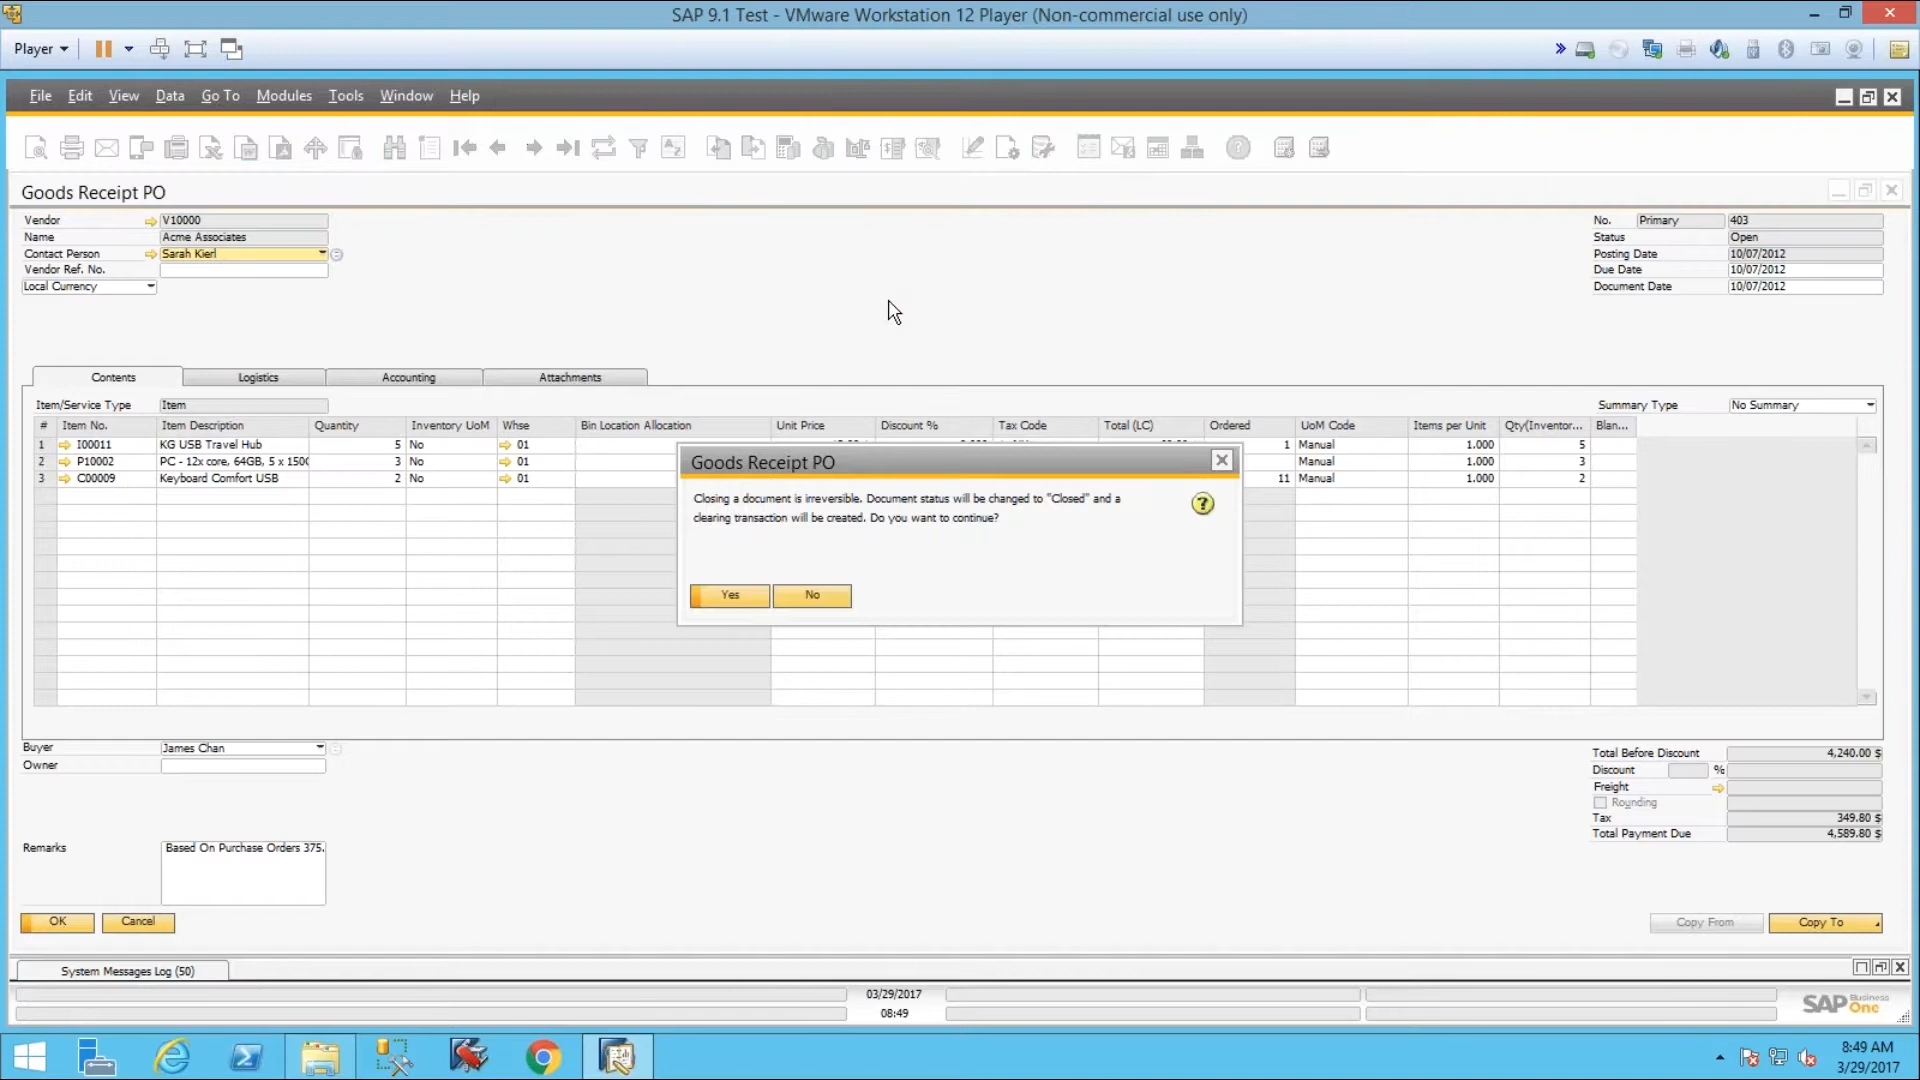 SAP 9.1 Test - VMware Workstation 12 Player (Non-commercial use only)
Player
File Edit View Data Go To Modules Tools Window Help
Goods Receipt PO
Vendor V10000
Name Acme Associates
Contact Person Sarah Kierl
Vendor Ref. No.
Local Currency
No. Primary 403
Status Open
Posting Date 10/07/2012
Due Date 10/07/2012
Document Date 10/07/2012
Contents Logistics Accounting Attachments
Item/Service Type Item
Summary Type No Summary
# Item No. Item Description Quantity Inventory UoM Whse Bin Location Allocation Unit Price Discount % Tax Code Total (LC) Ordered UoM Code Items per Unit Qty(Inventor... Blan...
1 I00011 KG USB Travel Hub 5 No 01 1 Manual 1.000 5
2 P10002 PC - 12x core, 64GB, 5 x 150G 3 No 01 Manual 1.000 3
3 C00009 Keyboard Comfort USB 2 No 01 11 Manual 1.000 2
Goods Receipt PO
Closing a document is irreversible. Document status will be changed to "Closed" and a
clearing transaction will be created. Do you want to continue?
Yes No
Buyer James Chan
Owner
Total Before Discount 4,240.00 $
Discount %
Freight
Rounding
Tax 349.80 $
Total Payment Due 4,589.80 $
Remarks Based On Purchase Orders 375.
OK Cancel Copy From Copy To
System Messages Log (50)
03/29/2017
08:49
SAP Business One
8:49 AM
3/29/2017